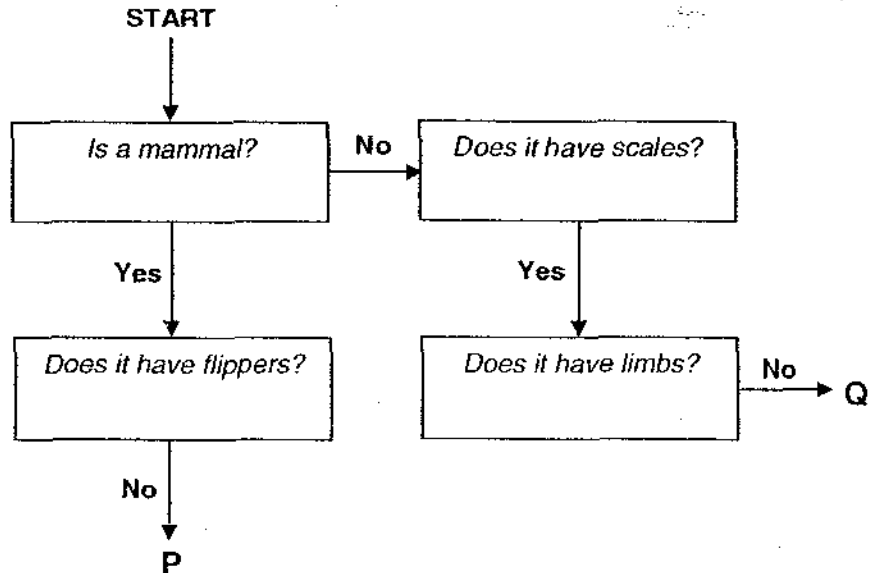 START
Is a mammal?
No
Does it have scales?
Yes
Yes
Does it have flippers?
Does it have limbs?
No
Q
No
P